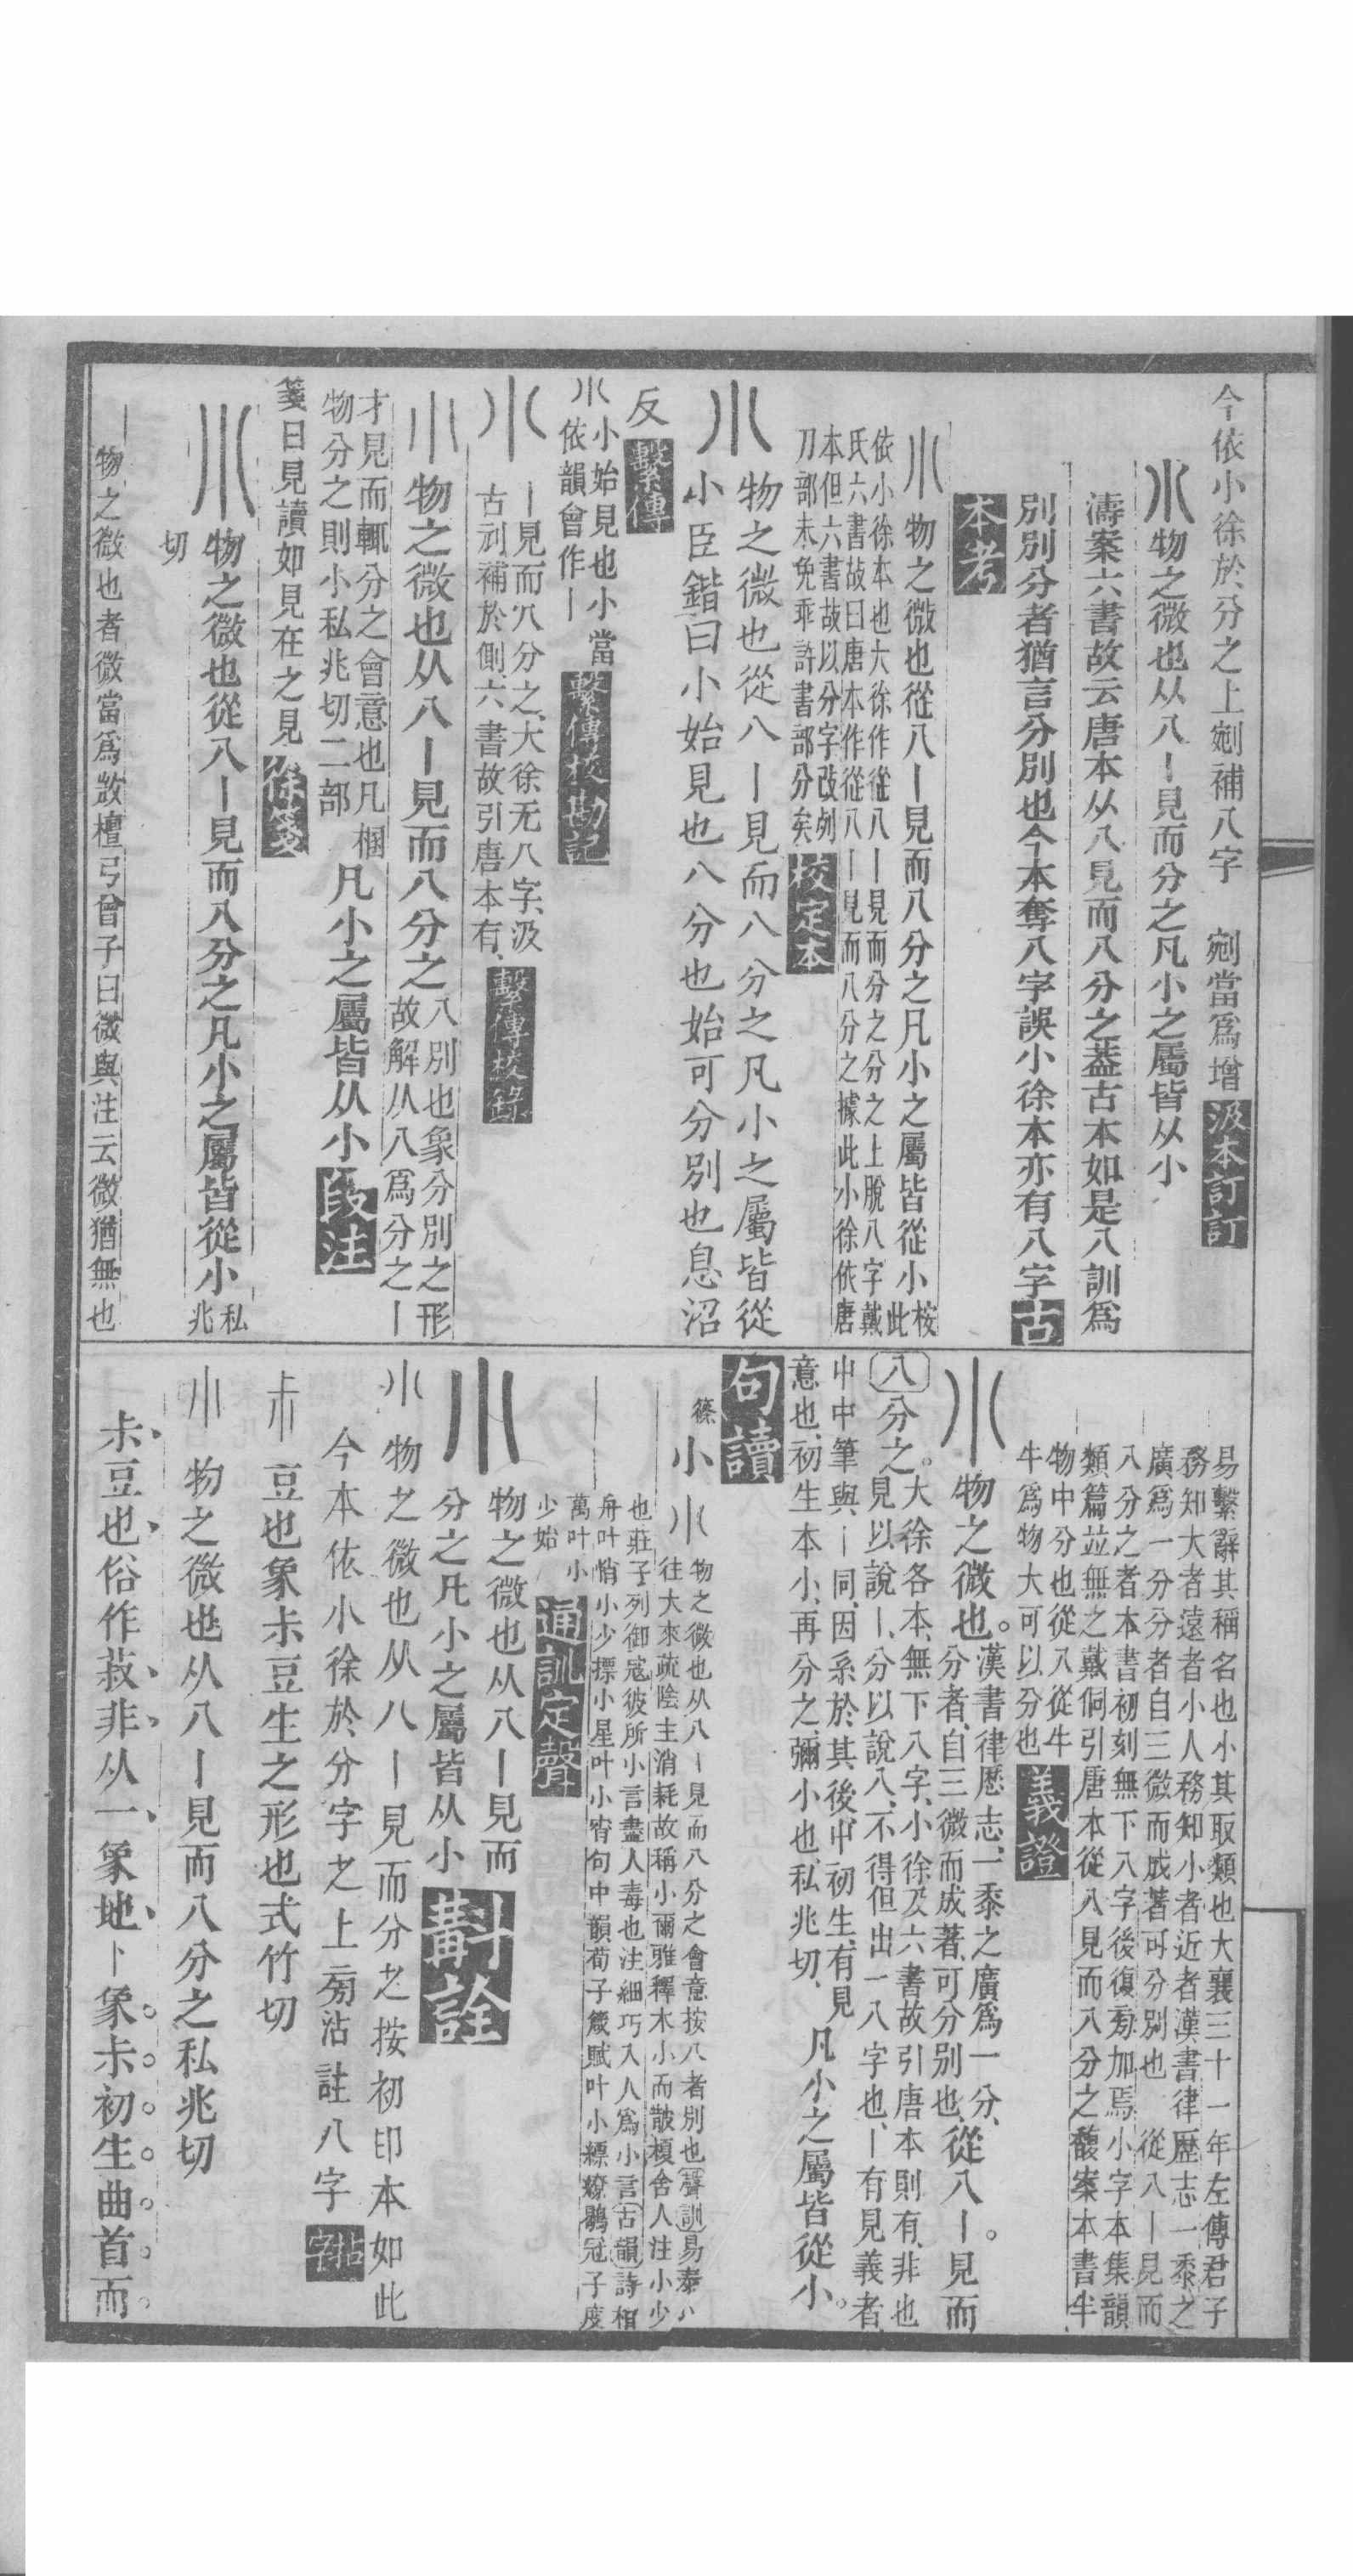 今依小徐於分之上剜補八字　剜當爲增　汲本訂訂
物之微也从八丨見而分之凡小之屬皆从小
濤案六書故云唐本从八見而八分之葢古本如是八訓爲
別別分者猶言分別也今本奪八字誤小徐本亦有八字　古
本考
物之微也從八丨見而八分之凡小之屬皆從小桉此
依小徐本也大徐作從八丨見而分之分之上脫八字戴
氏六書故曰唐本作從八丨見而八分之據此小徐依唐
本但六書故以分字改
刀部未免乖許書部分矣　校定本
物之微也從八丨見而八分之凡小之屬皆從
小臣鍇曰小始見也八分也始可分別也息沼
反　繫傳
小始見也小當
依韻會作丨　繫傳校勘記
丨見而八分之大徐无八字汲
古刓補於側六書故引唐本有　繫傳校錄
物之微也从八丨見而八分之八別也象分別之形
故解从八爲分之丨
才見而輒分之會意也凡梱
物分之則小私兆切二部　凡小之屬皆从小　段注
箋曰見讀如見在之見　徐箋
物之微也從八丨見而八分之凡小之屬皆從小私兆
切
物之微也者微當爲𢼸檀弓曾子曰微與注云微猶無也
易繫辭其稱名也小其取類也大襄三十一年左傳君子
務知大者遠者小人務知小者近者漢書律歷志一黍之
廣爲一分分者自三微而成著可分別也　從八丨見而
八分之者本書初刻無下八字後復剜加焉小字本集韻
類篇竝無之戴侗引唐本從八見而八分之馥案本書半
物中分也從八從牛
牛爲物大可以分也　義證
物之微也。漢書律歷志、一黍之廣爲一分、
分者、自三微而成著、可分別也、從八丨。見而
八分之。大徐各本、無下八字、小徐及六書故引唐本則有、非也
見以說丨、分以說八、不得但出一八字也、丨有見義者、
屮中筆與丨同、因系於其後、屮初生、有見
意也、初生本小、再分之、彌小也、私兆切、凡小之屬皆從小。
句讀
篠　小
物之微也从八丨見而八分之會意按八者別也聲訓易泰小
往大來疏陰主消耗故稱小爾雅釋木小而皵榎舍人注小少
也莊子列御寇彼所小言盡人毒也注細巧入人爲小言古韻詩柏
舟叶悄小少摽小星叶小皆句中韻荀子箴賦叶小繚鶡冠子度
萬叶小
少始　通訓定聲
物之微也从八丨見而
分之凡小之屬皆从小　斠詮
物之微也从八丨見而分之按初印本如此
今本依小徐於分字之上㫄沾註八字　拈字
尗　豆也象尗豆生之形也式竹切
物之微也从八丨見而八分之私兆切
尗豆也俗作菽非从一象地丨象尗初生曲首而